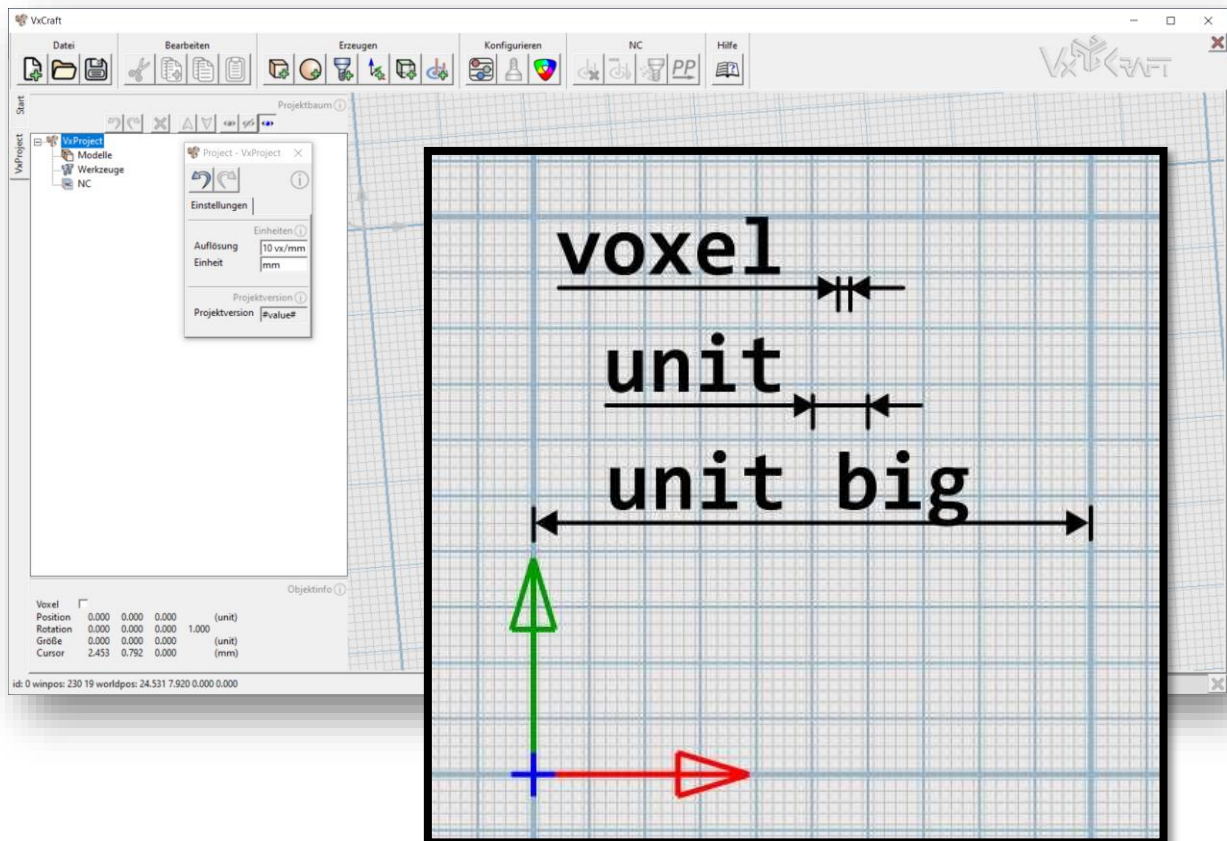 VxCraft
Datei Bearbeiten Erzeugen Konfigurieren NC Hilfe
PP
VXCRAFT
Start
VxProject
Projektbaum
VxProject
Modelle
Werkzeuge
NC
Project - VxProject
Einstellungen
Einheiten
Auflösung 10 vx/mm
Einheit mm
Projektversion
Projektversion #value#
voxel
unit
unit big
Objektinfo
Voxel
Position 0.000 0.000 0.000 (unit)
Rotation 0.000 0.000 0.000 1.000
Größe 0.000 0.000 0.000 (unit)
Cursor 2.453 0.792 0.000 (mm)
id: 0 winpos: 230 19 worldpos: 24.531 7.920 0.000 0.000